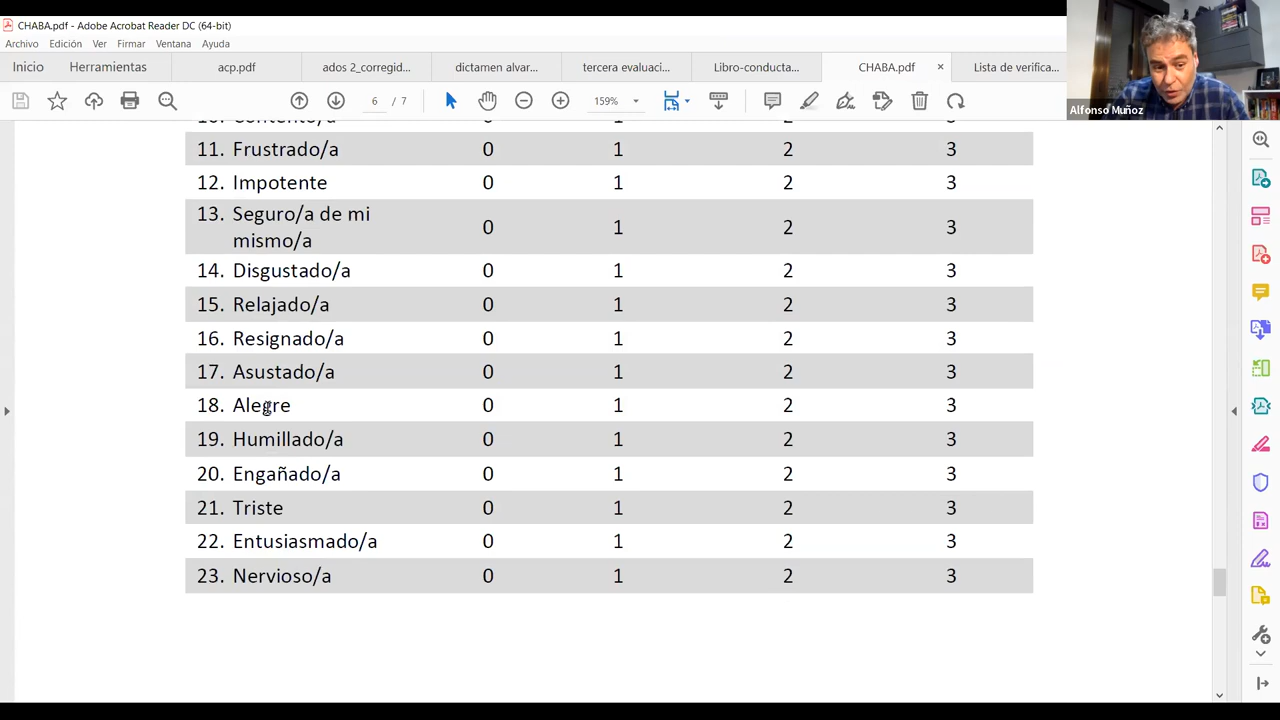 CHABA.pdf - Adobe Acrobat Reader DC (64-bit)
Archivo Edición Ver Firmar Ventana Ayuda
Inicio Herramientas acp.pdf ados 2_corregid... dictamen alvar... tercera evaluaci... Libro-conducta... CHABA.pdf × Lista de verifica...
6 / 7 159%
Alfonso Muñoz
10. Contento/a 0 1 2 3
11. Frustrado/a 0 1 2 3
12. Impotente 0 1 2 3
13. Seguro/a de mi
mismo/a 0 1 2 3
14. Disgustado/a 0 1 2 3
15. Relajado/a 0 1 2 3
16. Resignado/a 0 1 2 3
17. Asustado/a 0 1 2 3
18. Alegre 0 1 2 3
19. Humillado/a 0 1 2 3
20. Engañado/a 0 1 2 3
21. Triste 0 1 2 3
22. Entusiasmado/a 0 1 2 3
23. Nervioso/a 0 1 2 3